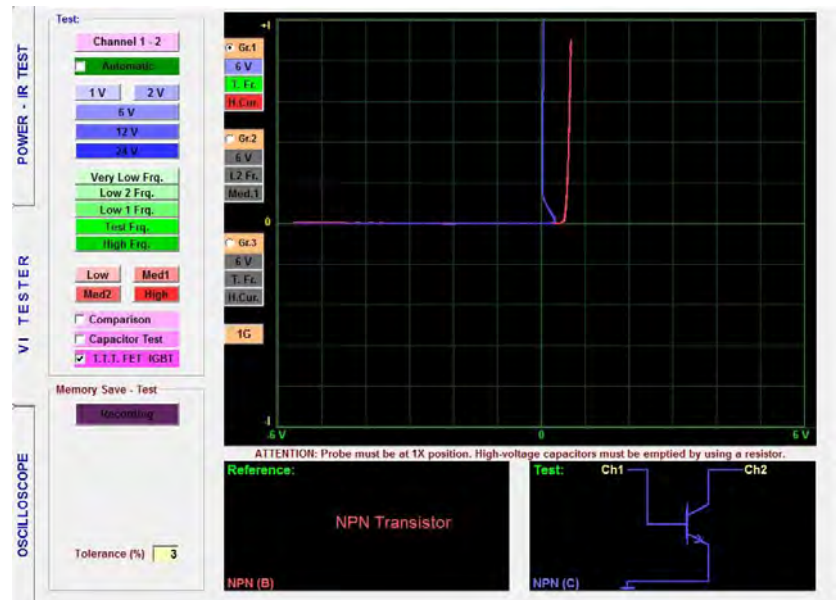 POWER - IR TEST
VI TESTER
OSCILLOSCOPE
Test:
Channel 1 - 2
Automatic
1 V 2 V
6 V
12 V
24 V
Very Low Frq.
Low 2 Frq.
Low 1 Frq.
Test Frq.
High Frq.
Low Med1
Med2 High
Comparison
Capacitor Test
T.T.T. FET IGBT
Memory Save - Test
Recording
Tolerance (%) 3
Gr.1
6 V
T. Fr.
H.Cur.
Gr.2
6 V
L2 Fr.
Med.1
Gr.3
6 V
T. Fr.
H.Cur.
1G
+I
0
-I
-6 V 0 6 V
ATTENTION: Probe must be at 1X position. High-voltage capacitors must be emptied by using a resistor.
Reference:
NPN Transistor
NPN (B)
Test: Ch1 Ch2
NPN (C)